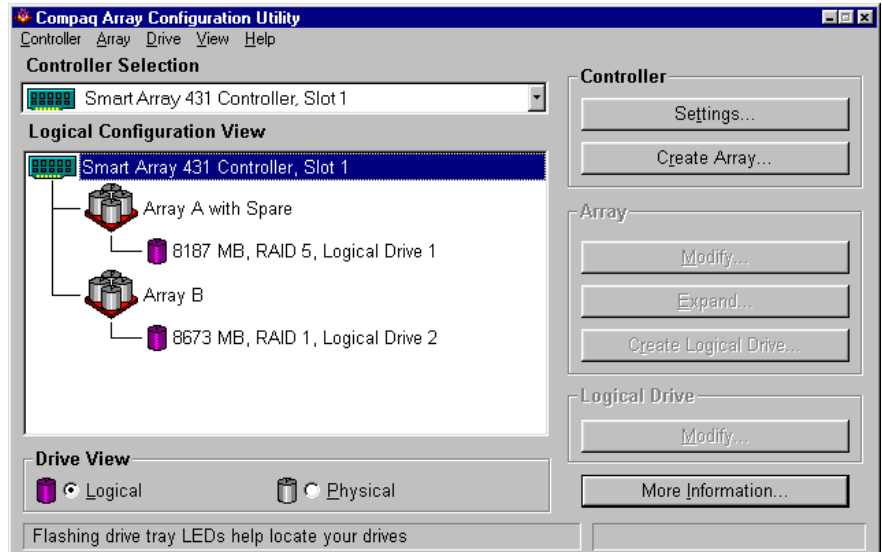 Compaq Array Configuration Utility
Controller Array Drive View Help
Controller Selection
Smart Array 431 Controller, Slot 1
Logical Configuration View
Smart Array 431 Controller, Slot 1
Array A with Spare
8187 MB, RAID 5, Logical Drive 1
Array B
8673 MB, RAID 1, Logical Drive 2
Drive View
Logical
Physical
Controller
Settings...
Create Array...
Array
Modify...
Expand...
Create Logical Drive...
Logical Drive
Modify...
More Information...
Flashing drive tray LEDs help locate your drives